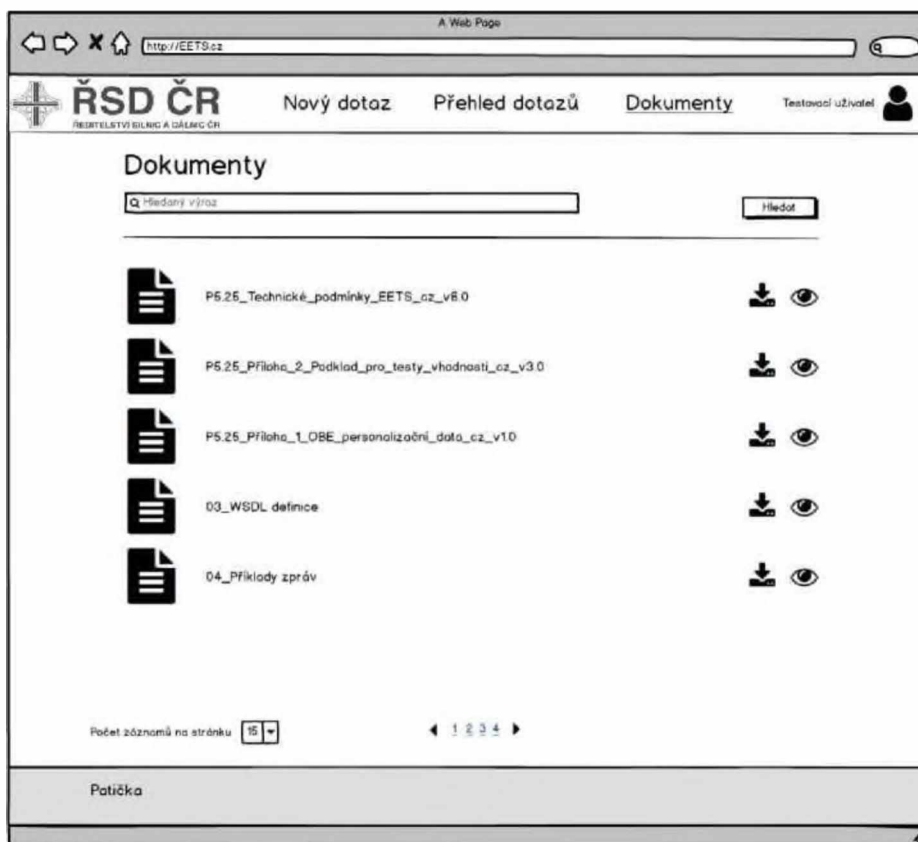 A Web Page
http://EETS.cz
ŘSD ČR
ŘEDITELSTVÍ SILNIC A DÁLNIC ČR
Nový dotaz
Přehled dotazů
Dokumenty
Testovací uživatel
Dokumenty
Hledaný výraz
Hledat
P5.25_Technické_podmínky_EETS_cz_v6.0
P5.25_Příloha_2_Podklad_pro_testy_vhodnosti_cz_v3.0
P5.25_Příloha_1_OBE_personalizační_data_cz_v1.0
03_WSDL definice
04_Příklady zpráv
Počet záznamů na stránku 15
1 2 3 4
Patička